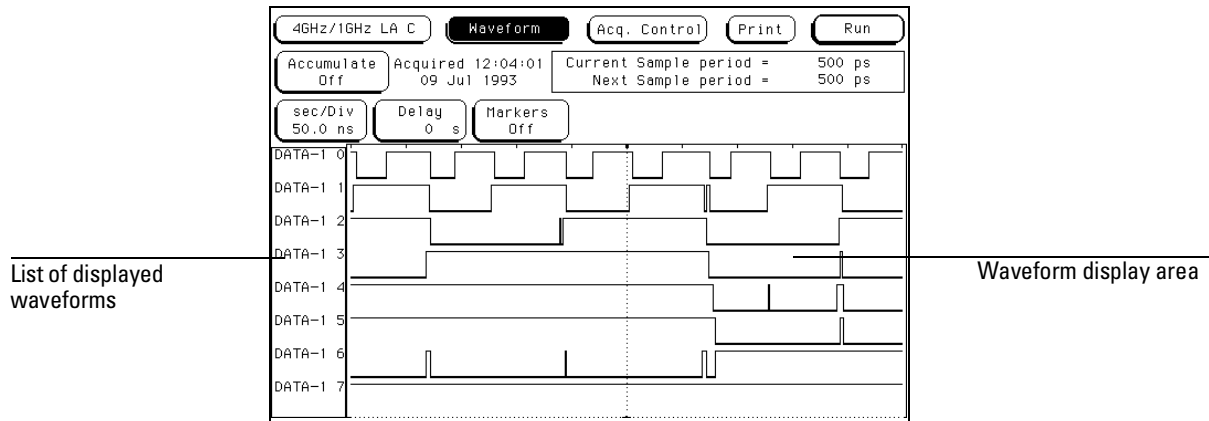 4GHz/1GHz LA C Waveform Acq. Control Print Run
Accumulate Off
Acquired 12:04:01
09 Jul 1993
Current Sample period = 500 ps
Next Sample period = 500 ps
sec/Div 50.0 ns
Delay 0 s
Markers Off
DATA-1 0
DATA-1 1
DATA-1 2
DATA-1 3
DATA-1 4
DATA-1 5
DATA-1 6
DATA-1 7
List of displayed
waveforms
Waveform display area